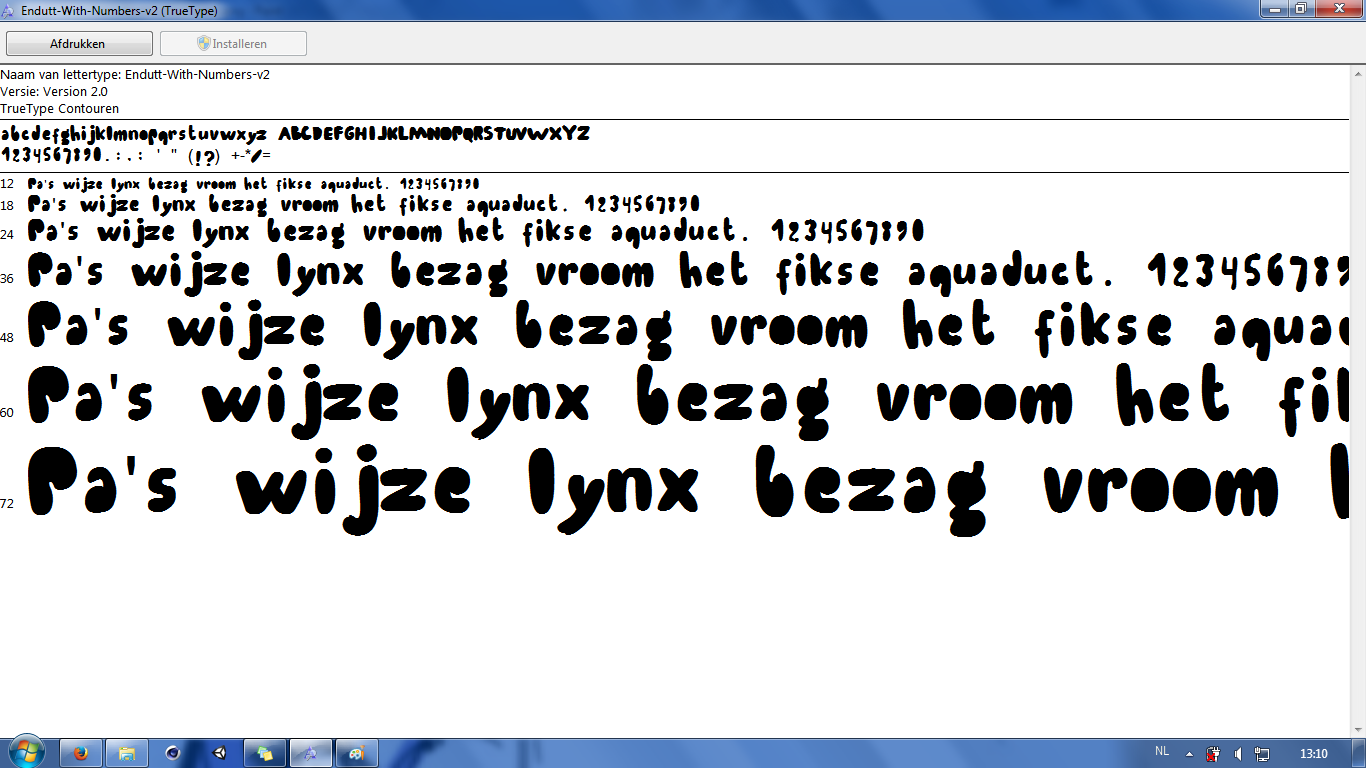 Endutt-With-Numbers-v2 (TrueType)
Afdrukken
Installeren
Naam van lettertype: Endutt-With-Numbers-v2
Versie: Version 2.0
TrueType Contouren
abcdefghijklmnopqrstuvwxyz ABCDEFGHIJKLMNOPQRSTUVWXYZ
1234567890.:,: ' " (!?) +-*/=
12 Pa's wijze lynx bezag vroom het fikse aquaduct. 1234567890
18 Pa's wijze lynx bezag vroom het fikse aquaduct. 1234567890
24 Pa's wijze lynx bezag vroom het fikse aquaduct. 1234567890
36 Pa's wijze lynx bezag vroom het fikse aquaduct. 123456789
48 Pa's wijze lynx bezag vroom het fikse aqua
60 Pa's wijze lynx bezag vroom het fi
72 Pa's wijze lynx bezag vroom
NL
13:10